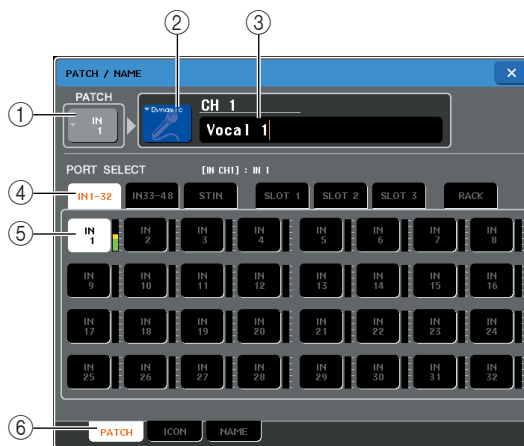 ① ② ③
PATCH / NAME ×
PATCH
IN 1
Dynamic
CH 1
Vocal 1
PORT SELECT [IN CH1] : IN 1
④ IN1-32 IN33-48 STIN SLOT 1 SLOT 2 SLOT 3 RACK
⑤ IN 1 IN 2 IN 3 IN 4 IN 5 IN 6 IN 7 IN 8
IN 9 IN 10 IN 11 IN 12 IN 13 IN 14 IN 15 IN 16
IN 17 IN 18 IN 19 IN 20 IN 21 IN 22 IN 23 IN 24
IN 25 IN 26 IN 27 IN 28 IN 29 IN 30 IN 31 IN 32
⑥ PATCH ICON NAME